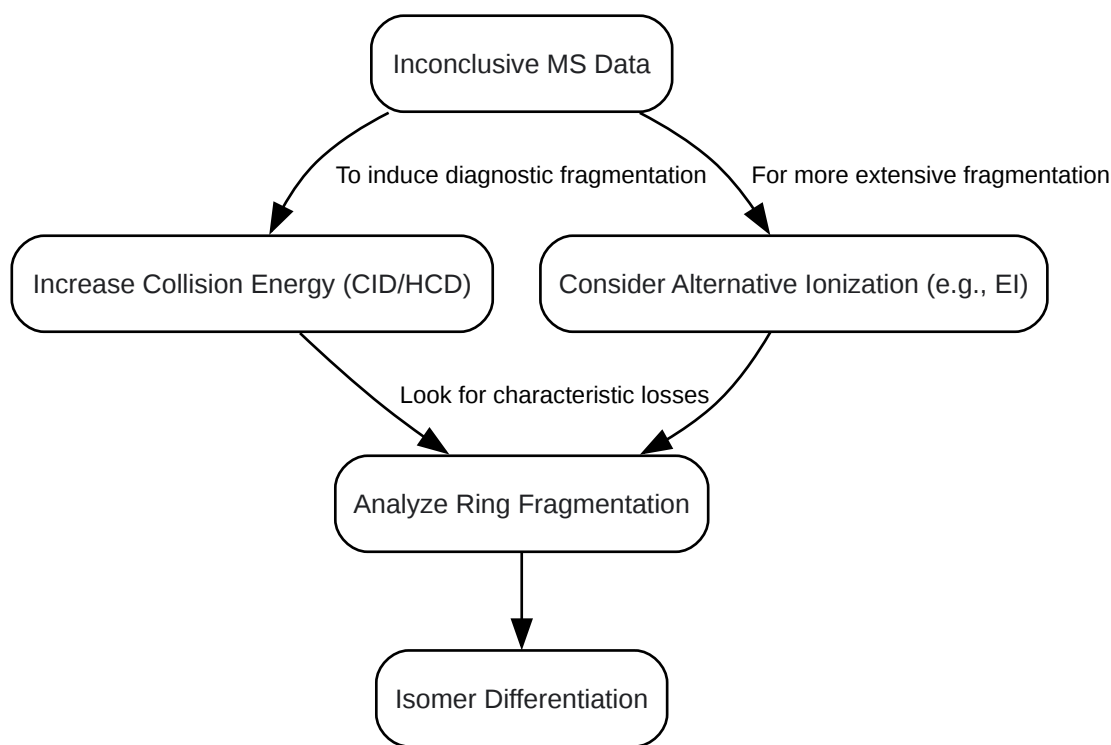 Inconclusive MS Data
To induce diagnostic fragmentation
For more extensive fragmentation
Increase Collision Energy (CID/HCD)
Consider Alternative Ionization (e.g., EI)
Look for characteristic losses
Analyze Ring Fragmentation
Isomer Differentiation